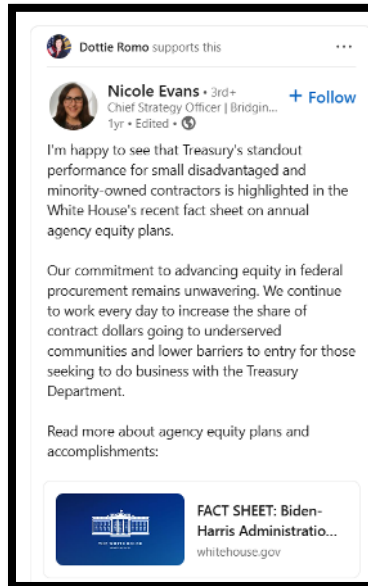 Dottie Romo supports this
...
Nicole Evans • 3rd+
+ Follow
Chief Strategy Officer | Bridgin...
1yr • Edited •
I'm happy to see that Treasury's standout
performance for small disadvantaged and
minority-owned contractors is highlighted in the
White House's recent fact sheet on annual
agency equity plans.
Our commitment to advancing equity in federal
procurement remains unwavering. We continue
to work every day to increase the share of
contract dollars going to underserved
communities and lower barriers to entry for those
seeking to do business with the Treasury
Department.
Read more about agency equity plans and
accomplishments:
THE WHITE HOUSE
FACT SHEET: Biden-
Harris Administratio...
whitehouse.gov